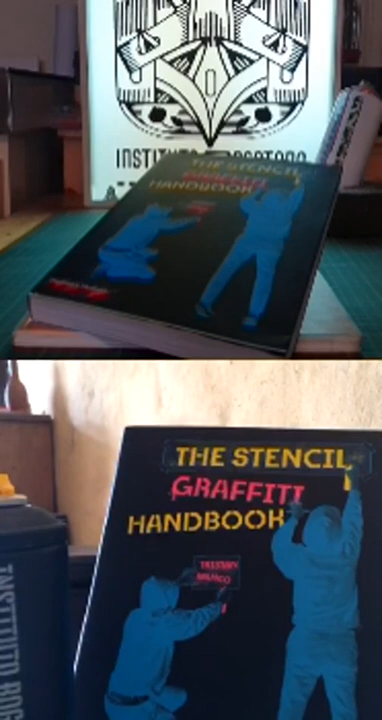 INSTITUTO
THE STENCIL
GRAFFITI
HANDBOOK
THE STENCIL
GRAFFITI
HANDBOOK
TRISTAN
MANCO
INSTITUTO